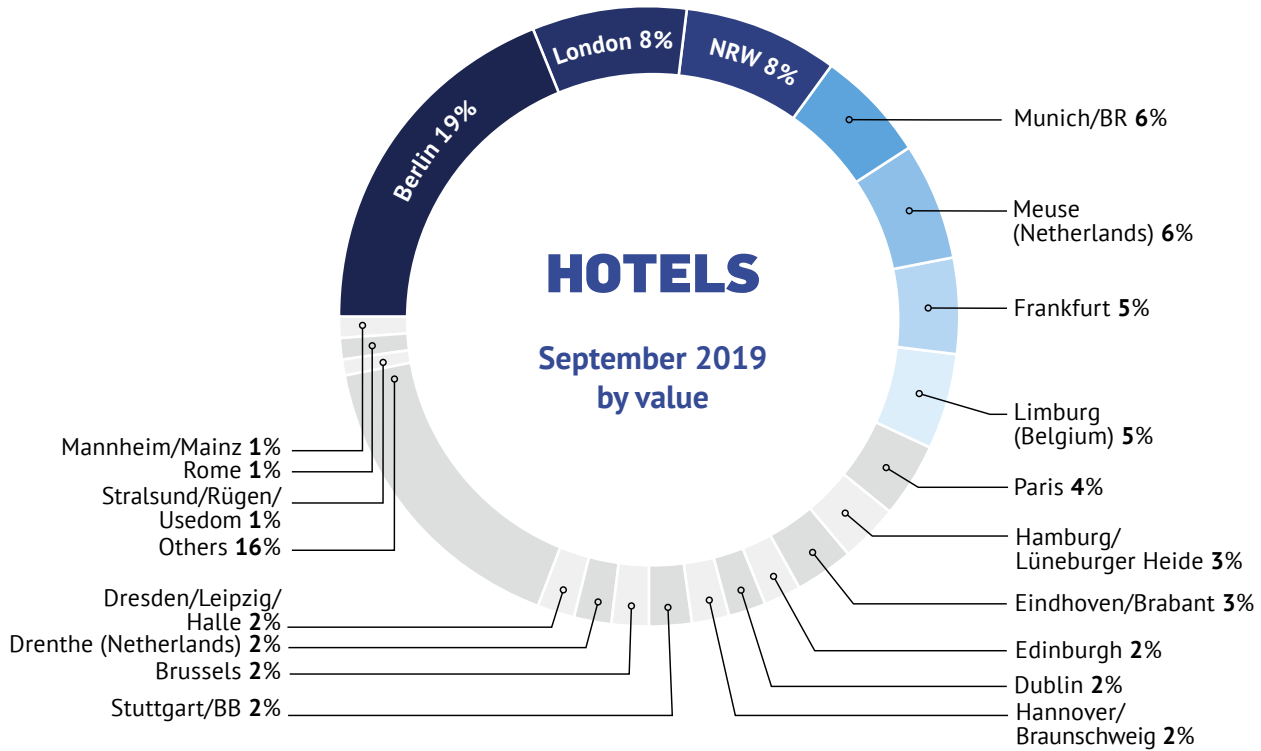 London 8%
NRW 8%
Berlin 19%
Munich/BR 6%
Meuse
(Netherlands) 6%
HOTELS
Frankfurt 5%
September 2019
by value
Limburg
(Belgium) 5%
Paris 4%
Hamburg/
Lüneburger Heide 3%
Eindhoven/Brabant 3%
Edinburgh 2%
Dublin 2%
Hannover/
Braunschweig 2%
Mannheim/Mainz 1%
Rome 1%
Stralsund/Rügen/
Usedom 1%
Others 16%
Dresden/Leipzig/
Halle 2%
Drenthe (Netherlands) 2%
Brussels 2%
Stuttgart/BB 2%